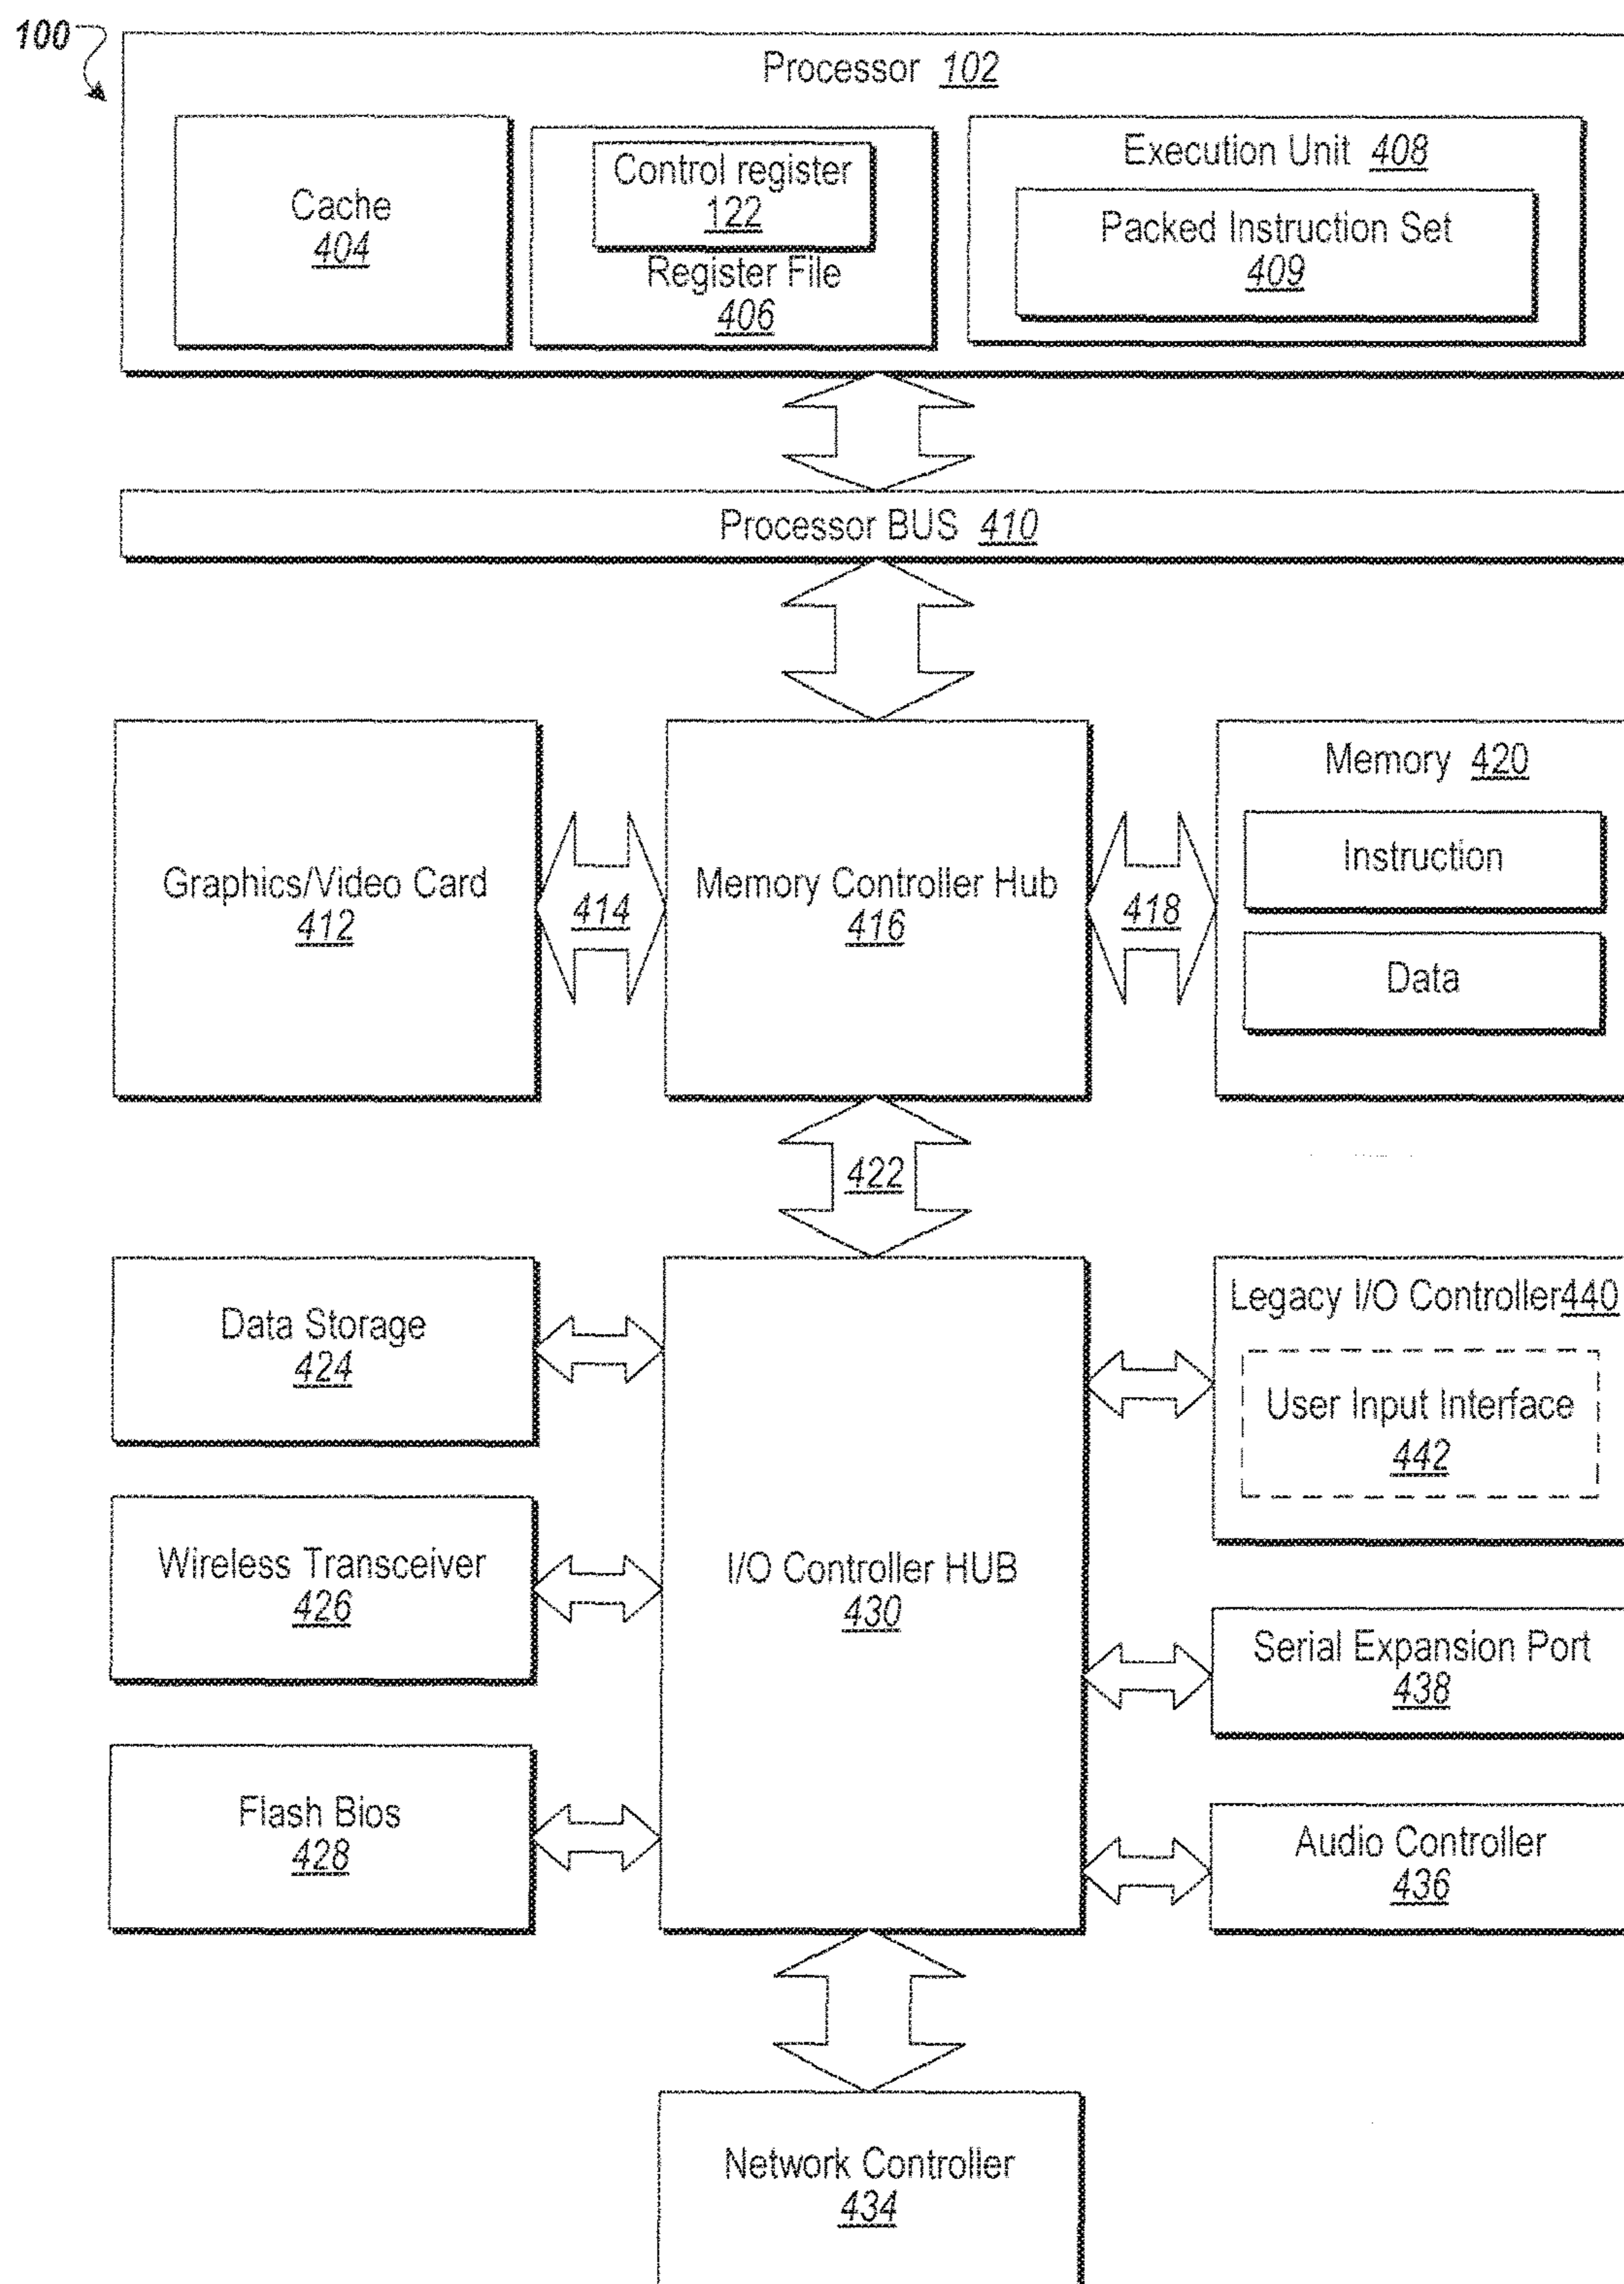 100
Processor 102
Cache
404
Control register
122
Register File
406
Execution Unit 408
Packed Instruction Set
409
Processor BUS 410
Graphics/Video Card
412
414
Memory Controller Hub
416
418
Memory 420
Instruction
Data
422
Data Storage
424
Wireless Transceiver
426
Flash Bios
428
I/O Controller HUB
430
Legacy I/O Controller440
User Input Interface
442
Serial Expansion Port
438
Audio Controller
436
Network Controller
434